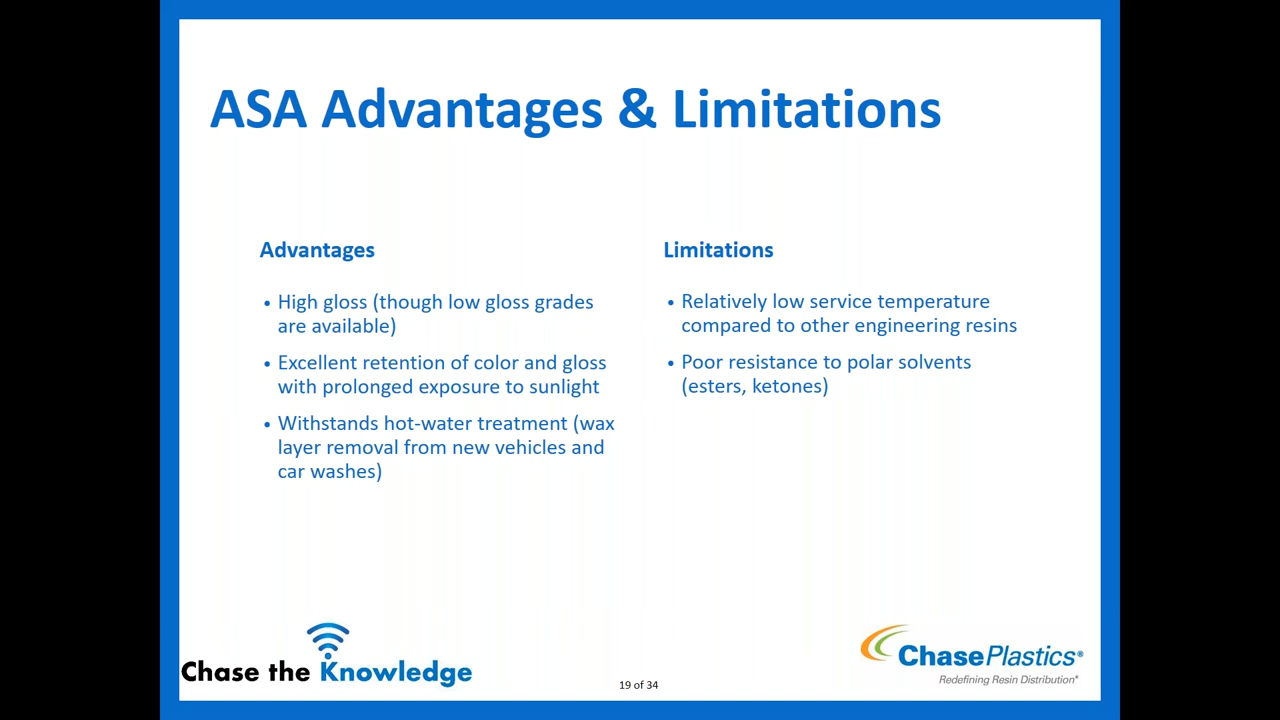 ASA Advantages & Limitations
Advantages
• High gloss (though low gloss grades
are available)
• Excellent retention of color and gloss
with prolonged exposure to sunlight
• Withstands hot-water treatment (wax
layer removal from new vehicles and
car washes)
Limitations
• Relatively low service temperature
compared to other engineering resins
• Poor resistance to polar solvents
(esters, ketones)
Chase the Knowledge
19 of 34
ChasePlastics®
Redefining Resin Distribution®